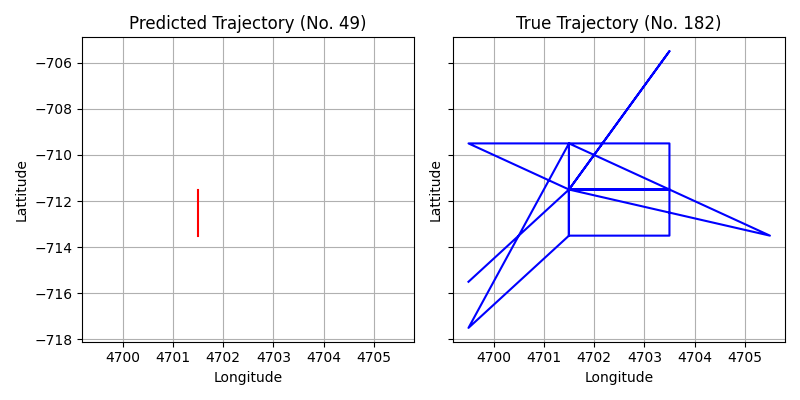 Predicted Trajectory (No. 49)
Lattitude
−706
−708
−710
−712
−714
−716
−718
4700 4701 4702 4703 4704 4705
Longitude
True Trajectory (No. 182)
Lattitude
4700 4701 4702 4703 4704 4705
Longitude